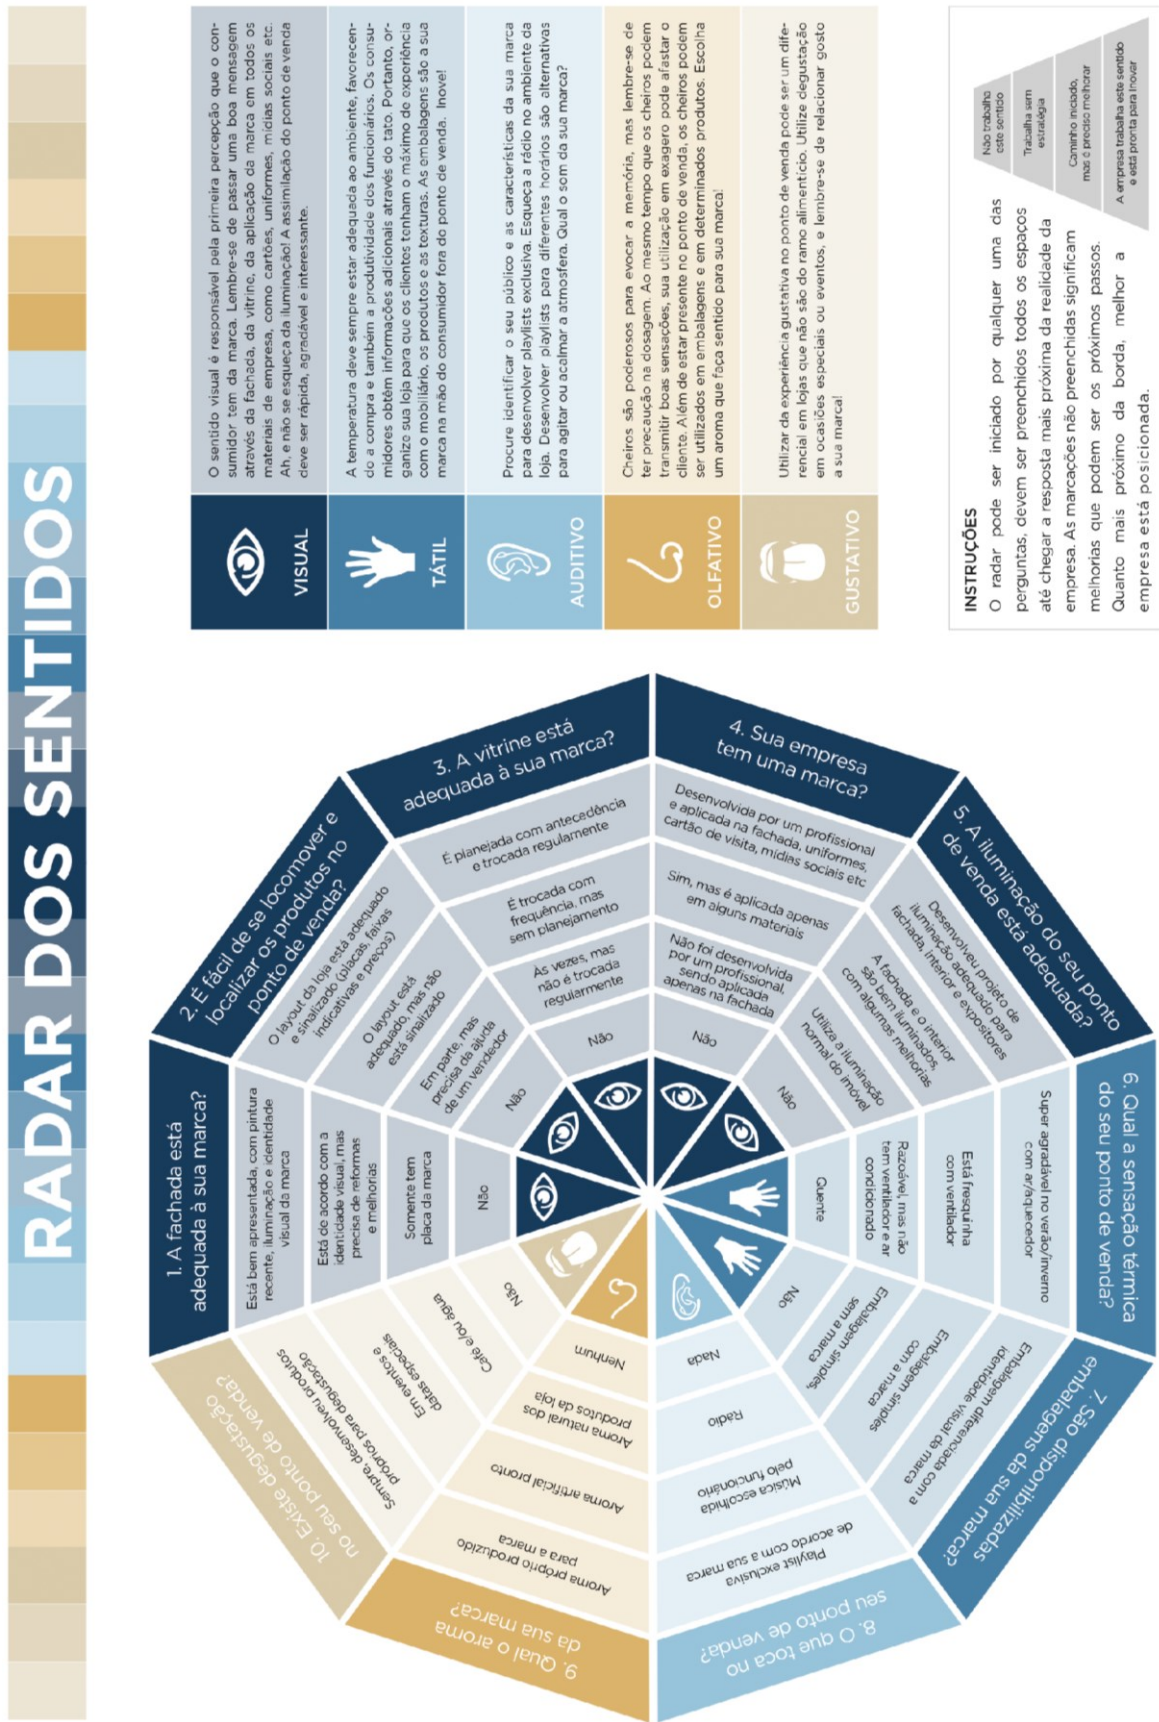 RADAR DOS SENTIDOS
1. A fachada está
adequada à sua marca?
Está bem apresentada, com pintura
recente, iluminação e identidade
visual da marca
Está de acordo com a
identidade visual, mas
precisa de reformas
e melhorias
Somente tem
placa da marca
Não
2. É fácil de se locomover e
localizar os produtos no
ponto de venda?
O layout da loja está adequado
e sinalizado (placas, faixas
indicativas e preços)
O layout está
adequado, mas não
está sinalizado
Em parte, mas
precisa da ajuda
de um vendedor
Não
3. A vitrine está
adequada à sua marca?
É planejada com antecedência
e trocada regularmente
É trocada com
frequência, mas
sem planejamento
Às vezes, mas
não é trocada
regularmente
Não
4. Sua empresa
tem uma marca?
Desenvolvida por um profissional
e aplicada na fachada, uniformes,
cartão de visita, mídias sociais etc
Sim, mas é aplicada apenas
em alguns materiais
Não foi desenvolvida
por um profissional,
sendo aplicada
apenas na fachada
Não
5. A iluminação do seu ponto
de venda está adequada?
Desenvolveu projeto de
iluminação adequado para
fachada, interior e expositores
A fachada e o interior
são bem iluminados,
com algumas melhorias
Utiliza a iluminação
normal do imóvel
Não
6. Qual a sensação térmica
do seu ponto de venda?
Super agradável no verão/inverno
com ar/aquecedor
Está fresquinha
com ventilador
Razoável, mas não
tem ventilador e ar
condicionado
Quente
7. São disponibilizadas
embalagens da sua marca?
Embalagem diferenciada com a
identidade visual da marca
Embalagem simples
com a marca
Embalagem simples,
sem a marca
Não
8. O que toca no
seu ponto de venda?
Playlist exclusiva
de acordo com a sua marca
Música escolhida
pelo funcionário
Rádio
Nada
9. Qual o aroma
da sua marca?
Aroma próprio produzido
para a marca
Aroma artificial pronto
Aroma natural dos
produtos da loja
Nenhum
10. Existe degustação
no seu ponto de venda?
Sempre, desenvolveu produtos
próprios para degustação
Em eventos e
datas especiais
Café e/ou água
Não
VISUAL
O sentido visual é responsável pela primeira percepção que o con-
sumidor tem da marca. Lembre-se de passar uma boa mensagem
através da fachada, da vitrine, da aplicação da marca em todos os
materiais de empresa, como cartões, uniformes, mídias sociais etc.
Ah, e não se esqueça da iluminação! A assimilação do ponto de venda
deve ser rápida, agradável e interessante.
TÁTIL
A temperatura deve sempre estar adequada ao ambiente, favorecen-
do a compra e também a produtividade dos funcionários. Os consu-
midores obtêm informações adicionais através do tato. Portanto, or-
ganize sua loja para que os clientes tenham o máximo de experiência
com o mobiliário, os produtos e as texturas. As embalagens são a sua
marca na mão do consumidor fora do ponto de venda. Inove!
AUDITIVO
Procure identificar o seu público e as características da sua marca
para desenvolver playlists exclusiva. Esqueça a rádio no ambiente da
loja. Desenvolver playlists para diferentes horários são alternativas
para agitar ou acalmar a atmosfera. Qual o som da sua marca?
OLFATIVO
Cheiros são poderosos para evocar a memória, mas lembre-se de
ter precaução na dosagem. Ao mesmo tempo que os cheiros podem
transmitir boas sensações, sua utilização em exagero pode afastar o
cliente. Além de estar presente no ponto de venda, os cheiros podem
ser utilizados em embalagens e em determinados produtos. Escolha
um aroma que faça sentido para sua marca!
GUSTATIVO
Utilizar da experiência gustativa no ponto de venda pode ser um dife-
rencial em lojas que não são do ramo alimentício. Utilize degustação
em ocasiões especiais ou eventos, e lembre-se de relacionar gosto
a sua marca!
INSTRUÇÕES
O radar pode ser iniciado por qualquer uma das
perguntas, devem ser preenchidos todos os espaços
até chegar a resposta mais próxima da realidade da
empresa. As marcações não preenchidas significam
melhorias que podem ser os próximos passos.
Quanto mais próximo da borda, melhor a
empresa está posicionada.
Não trabalha
este sentido
Trabalha sem
estratégia
Caminho iniciado,
mas é preciso melhorar
A empresa trabalha este sentido
e está pronta para inovar